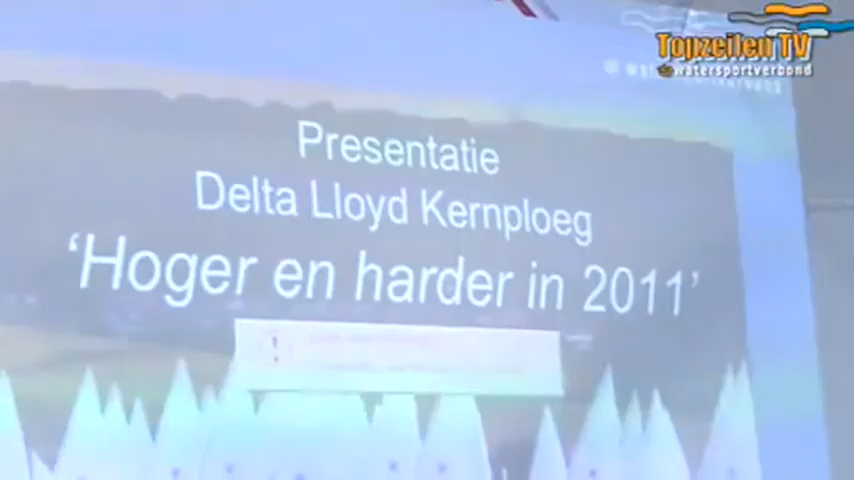 Topzeilen TV
watersportverbond
Presentatie
Delta Lloyd Kernploeg
‘Hoger en harder in 2011’